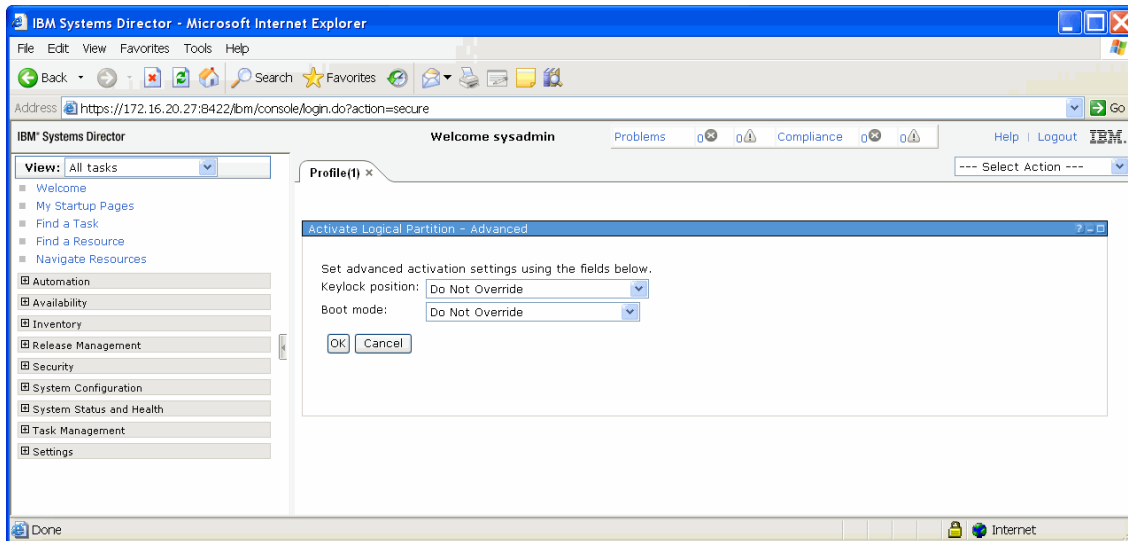 IBM Systems Director - Microsoft Internet Explorer
File Edit View Favorites Tools Help
Back Search Favorites
Address https://172.16.20.27:8422/ibm/console/login.do?action=secure Go
IBM® Systems Director Welcome sysadmin Problems 0 0 Compliance 0 0 Help | Logout IBM.
View: All tasks
Profile(1) ×
--- Select Action ---
Welcome
My Startup Pages
Find a Task
Find a Resource
Navigate Resources
Automation
Availability
Inventory
Release Management
Security
System Configuration
System Status and Health
Task Management
Settings
Activate Logical Partition - Advanced ?
Set advanced activation settings using the fields below.
Keylock position: Do Not Override
Boot mode: Do Not Override
OK Cancel
Done Internet